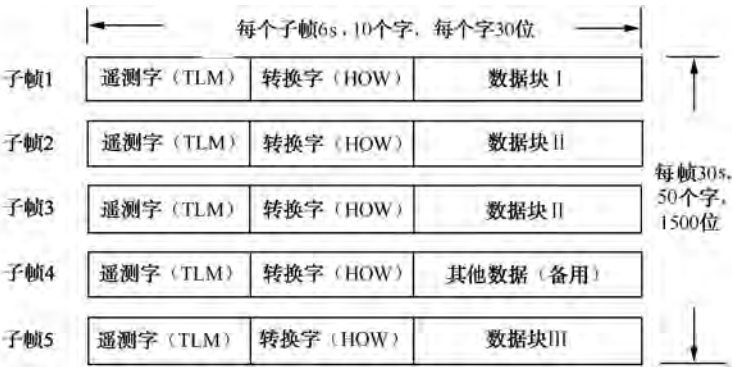 每个子帧6s，10个字，每个字30位
子帧1 遥测字（TLM） 转换字（HOW） 数据块Ⅰ
子帧2 遥测字（TLM） 转换字（HOW） 数据块Ⅱ
子帧3 遥测字（TLM） 转换字（HOW） 数据块Ⅱ
每帧30s，
50个字，
1500位
子帧4 遥测字（TLM） 转换字（HOW） 其他数据（备用）
子帧5 遥测字（TLM） 转换字（HOW） 数据块Ⅲ